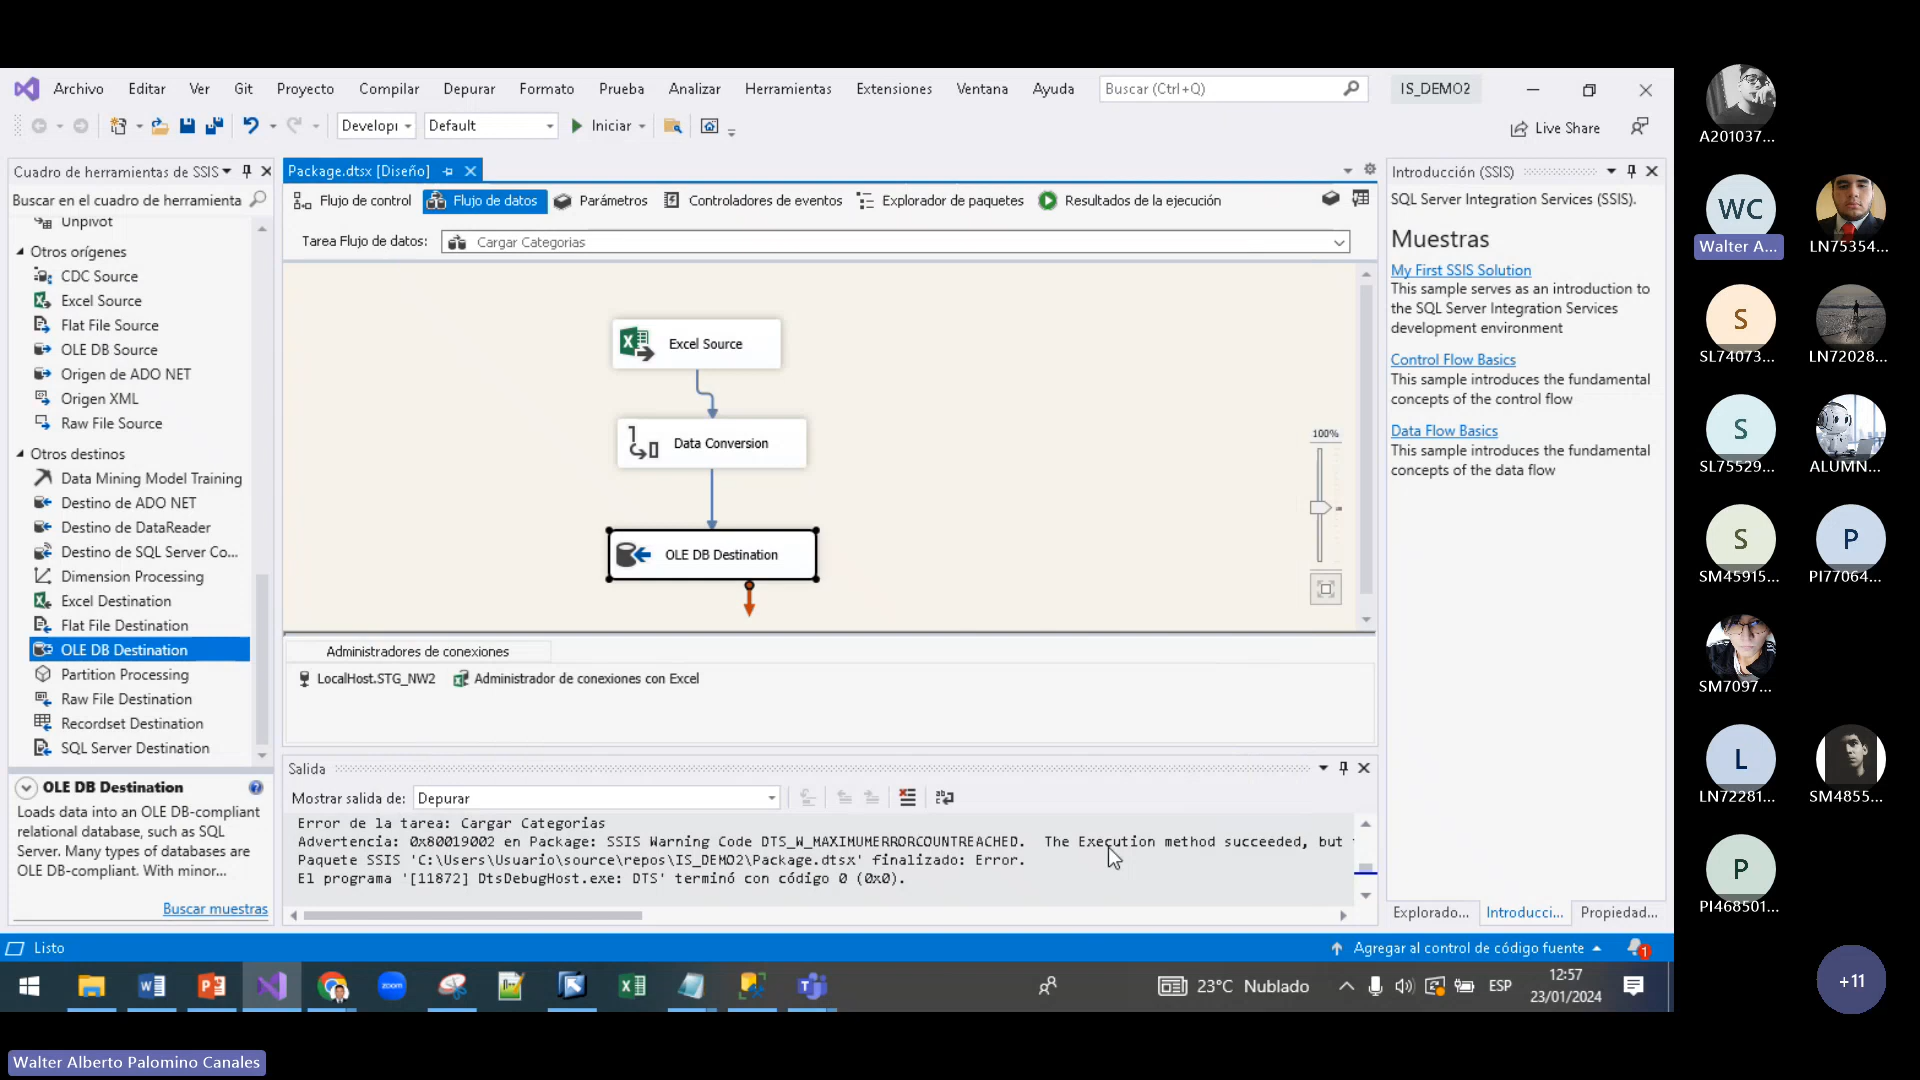 Archivo Editar Ver Git Proyecto Compilar Depurar Formato Prueba Analizar Herramientas Extensiones Ventana Ayuda Buscar (Ctrl+Q) IS_DEMO2
Developi Default Iniciar Live Share
Cuadro de herramientas de SSIS
Buscar en el cuadro de herramienta
Unpivot
Otros orígenes
CDC Source
Excel Source
Flat File Source
OLE DB Source
Origen de ADO NET
Origen XML
Raw File Source
Otros destinos
Data Mining Model Training
Destino de ADO NET
Destino de DataReader
Destino de SQL Server Co...
Dimension Processing
Excel Destination
Flat File Destination
OLE DB Destination
Partition Processing
Raw File Destination
Recordset Destination
SQL Server Destination
OLE DB Destination
Loads data into an OLE DB-compliant
relational database, such as SQL
Server. Many types of databases are
OLE DB-compliant. With minor...
Buscar muestras
Package.dtsx [Diseño]
Flujo de control Flujo de datos Parámetros Controladores de eventos Explorador de paquetes Resultados de la ejecución
Tarea Flujo de datos: Cargar Categorias
Excel Source
Data Conversion
OLE DB Destination
100%
Administradores de conexiones
LocalHost.STG_NW2 Administrador de conexiones con Excel
Salida
Mostrar salida de: Depurar
Error de la tarea: Cargar Categorias
Advertencia: 0x80019002 en Package: SSIS Warning Code DTS_W_MAXIMUMERRORCOUNTREACHED. The Execution method succeeded, but
Paquete SSIS 'C:\Users\Usuario\source\repos\IS_DEMO2\Package.dtsx' finalizado: Error.
El programa '[11872] DtsDebugHost.exe: DTS' terminó con código 0 (0x0).
Introducción (SSIS)
SQL Server Integration Services (SSIS).
Muestras
My First SSIS Solution
This sample serves as an introduction to
the SQL Server Integration Services
development environment
Control Flow Basics
This sample introduces the fundamental
concepts of the control flow
Data Flow Basics
This sample introduces the fundamental
concepts of the data flow
Explorado... Introducci... Propiedad...
Listo Agregar al control de código fuente 1
zoom 23°C Nublado ESP 12:57
23/01/2024
A201037...
WC
Walter A... LN75354...
S
SL74073... LN72028...
S
SL75529... ALUMN...
S P
SM45915... PI77064...
SM7097...
L
LN72281... SM4855...
P
PI468501...
+11
Walter Alberto Palomino Canales